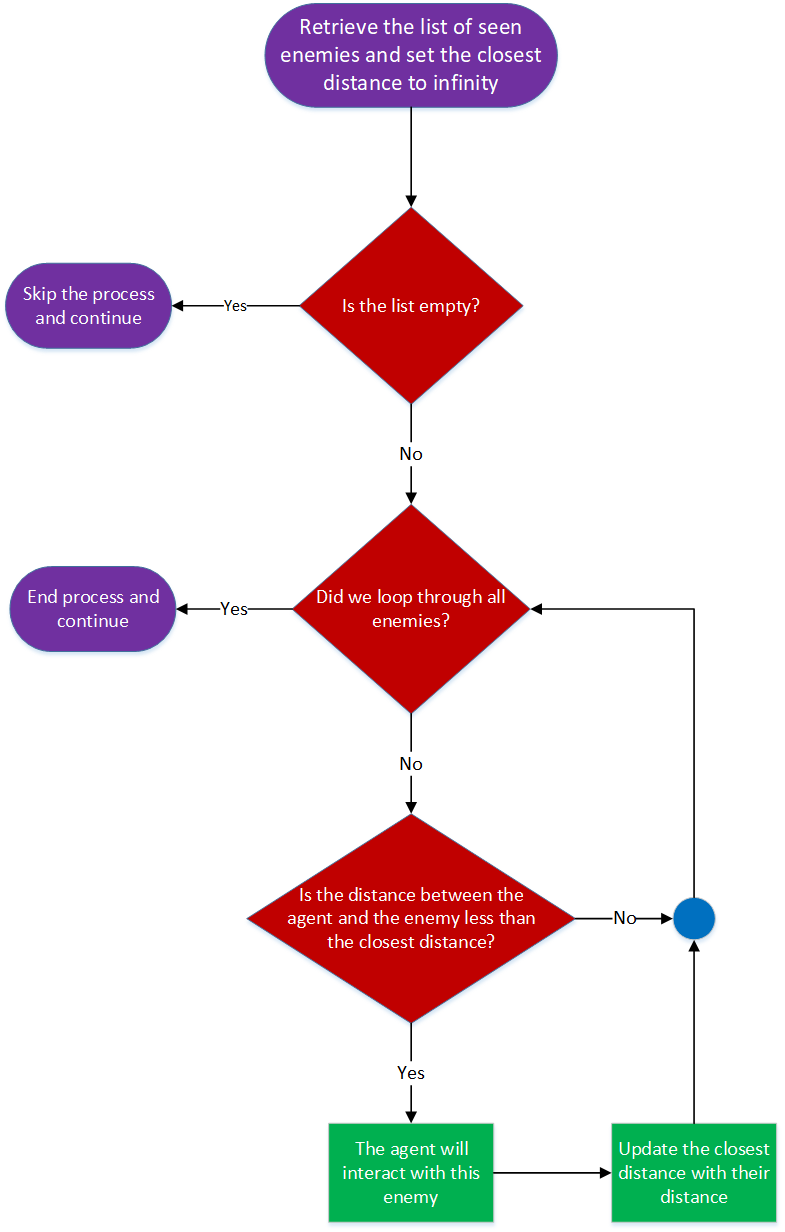 Retrieve the list of seen
enemies and set the closest
distance to infinity
Is the list empty?
Yes
Skip the process
and continue
No
Did we loop through all
enemies?
Yes
End process and
continue
No
Is the distance between the
agent and the enemy less than
the closest distance?
No
Yes
The agent will
interact with this
enemy
Update the closest
distance with their
distance